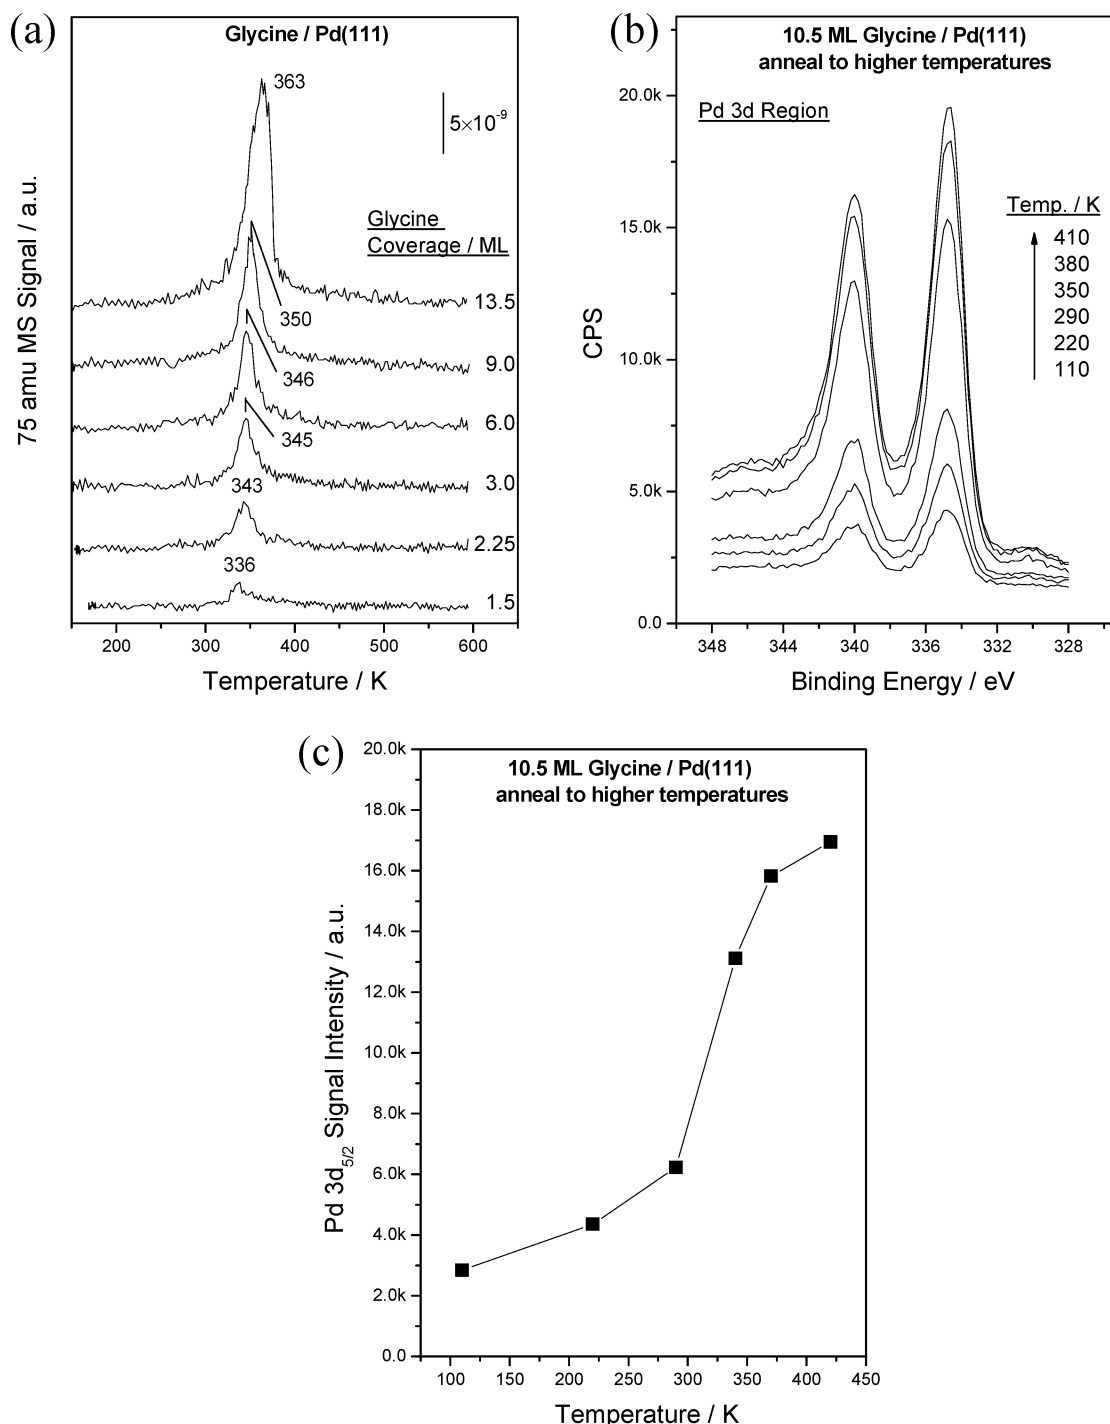 (a)
Glycine / Pd(111)
363
5×10-9
Glycine
Coverage / ML
13.5
350
9.0
346
6.0
345
3.0
343
2.25
336
1.5
75 amu MS Signal / a.u.
200
300
400
500
600
Temperature / K
(b)
10.5 ML Glycine / Pd(111)
anneal to higher temperatures
20.0k
Pd 3d Region
Temp. / K
410
380
350
290
220
110
15.0k
10.0k
5.0k
0.0
CPS
348
344
340
336
332
328
Binding Energy / eV
(c)
10.5 ML Glycine / Pd(111)
anneal to higher temperatures
20.0k
18.0k
16.0k
14.0k
12.0k
10.0k
8.0k
6.0k
4.0k
2.0k
0.0
Pd 3d5/2 Signal Intensity / a.u.
100
150
200
250
300
350
400
450
Temperature / K